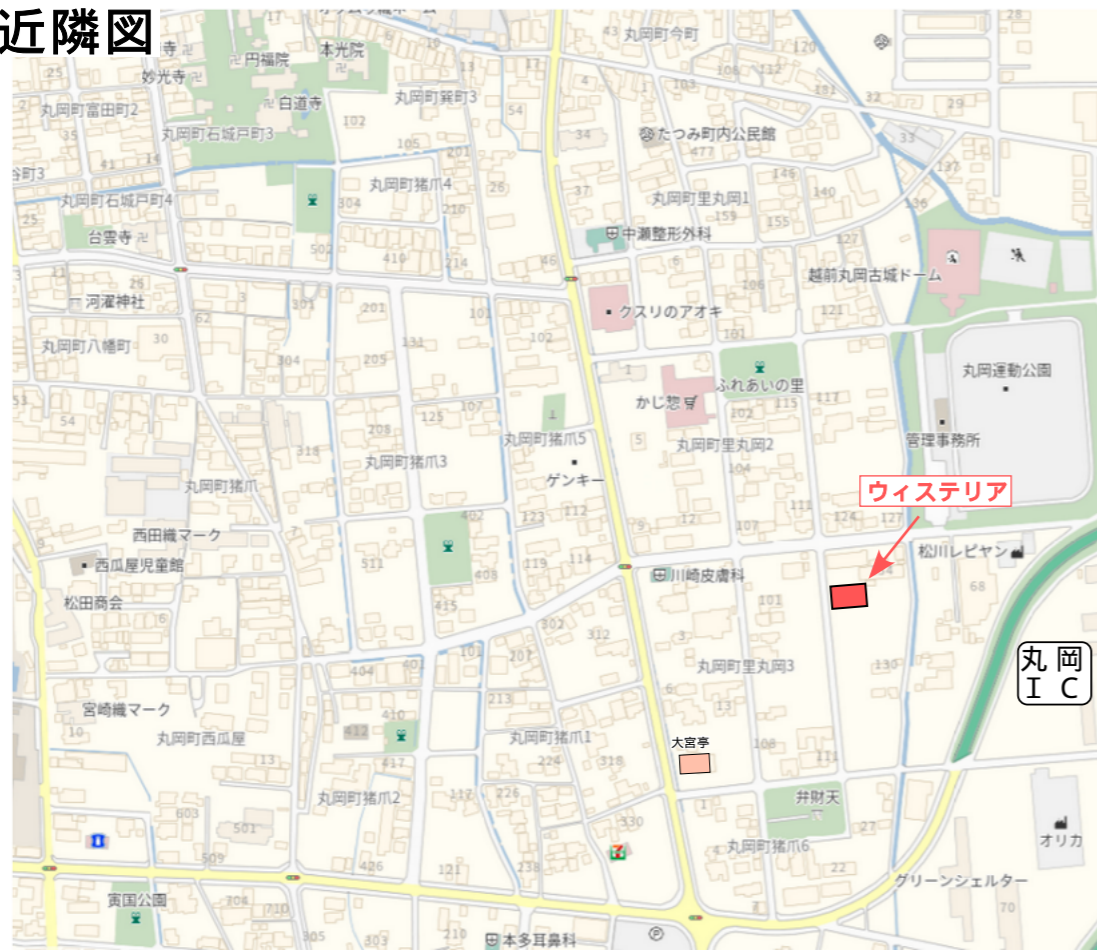 近隣図
円福院
本光院
妙光寺
白道寺
丸岡町富田町2
丸岡町石城戸町3
丸岡町巽町3
丸岡町今町
たつみ町内公民館
谷町3
丸岡町石城戸町4
丸岡町猪爪4
丸岡町里丸岡1
台雲寺
中瀬整形外科
越前丸岡古城ドーム
河濯神社
クスリのアオキ
丸岡町八幡町
丸岡運動公園
ふれあいの里
かじ惣
管理事務所
丸岡町猪爪5
丸岡町里丸岡2
丸岡町猪爪3
ゲンキー
丸岡町猪爪
ウィステリア
西田織マーク
松川レピヤン
西瓜屋児童館
川崎皮膚科
松田商会
丸岡町里丸岡3
丸岡
IC
宮崎織マーク
丸岡町西瓜屋
丸岡町猪爪1
大宮亭
丸岡町猪爪2
弁財天
丸岡町猪爪6
オリカ
グリーンシェルター
寅国公園
本多耳鼻科